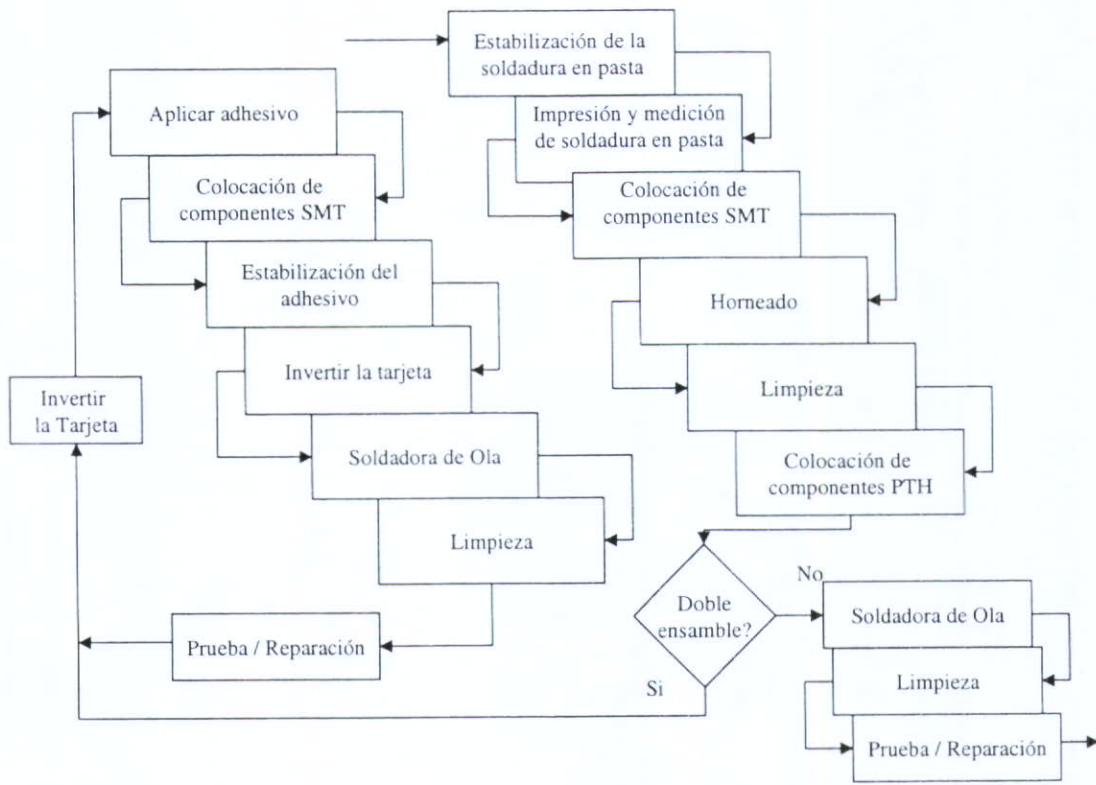 Estabilización de la
soldadura en pasta
Impresión y medición
de soldadura en pasta
Colocación de
componentes SMT
Horneado
Limpieza
Colocación de
componentes PTH
Doble
ensamble?
No
Soldadora de Ola
Limpieza
Prueba / Reparación
Si
Invertir
la Tarjeta
Aplicar adhesivo
Colocación de
componentes SMT
Estabilización del
adhesivo
Invertir la tarjeta
Soldadora de Ola
Limpieza
Prueba / Reparación